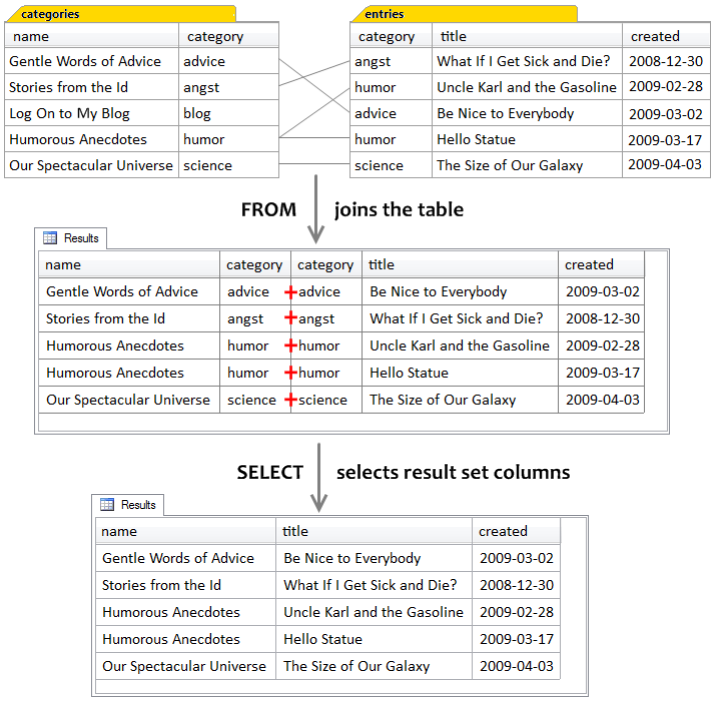 categories entries
name category category title created
Gentle Words of Advice advice angst What If I Get Sick and Die? 2008-12-30
Stories from the Id angst humor Uncle Karl and the Gasoline 2009-02-28
Log On to My Blog blog advice Be Nice to Everybody 2009-03-02
Humorous Anecdotes humor humor Hello Statue 2009-03-17
Our Spectacular Universe science science The Size of Our Galaxy 2009-04-03
FROM joins the table
Results
name category category title created
Gentle Words of Advice advice +advice Be Nice to Everybody 2009-03-02
Stories from the Id angst +angst What If I Get Sick and Die? 2008-12-30
Humorous Anecdotes humor +humor Uncle Karl and the Gasoline 2009-02-28
Humorous Anecdotes humor +humor Hello Statue 2009-03-17
Our Spectacular Universe science +science The Size of Our Galaxy 2009-04-03
SELECT selects result set columns
Results
name title created
Gentle Words of Advice Be Nice to Everybody 2009-03-02
Stories from the Id What If I Get Sick and Die? 2008-12-30
Humorous Anecdotes Uncle Karl and the Gasoline 2009-02-28
Humorous Anecdotes Hello Statue 2009-03-17
Our Spectacular Universe The Size of Our Galaxy 2009-04-03